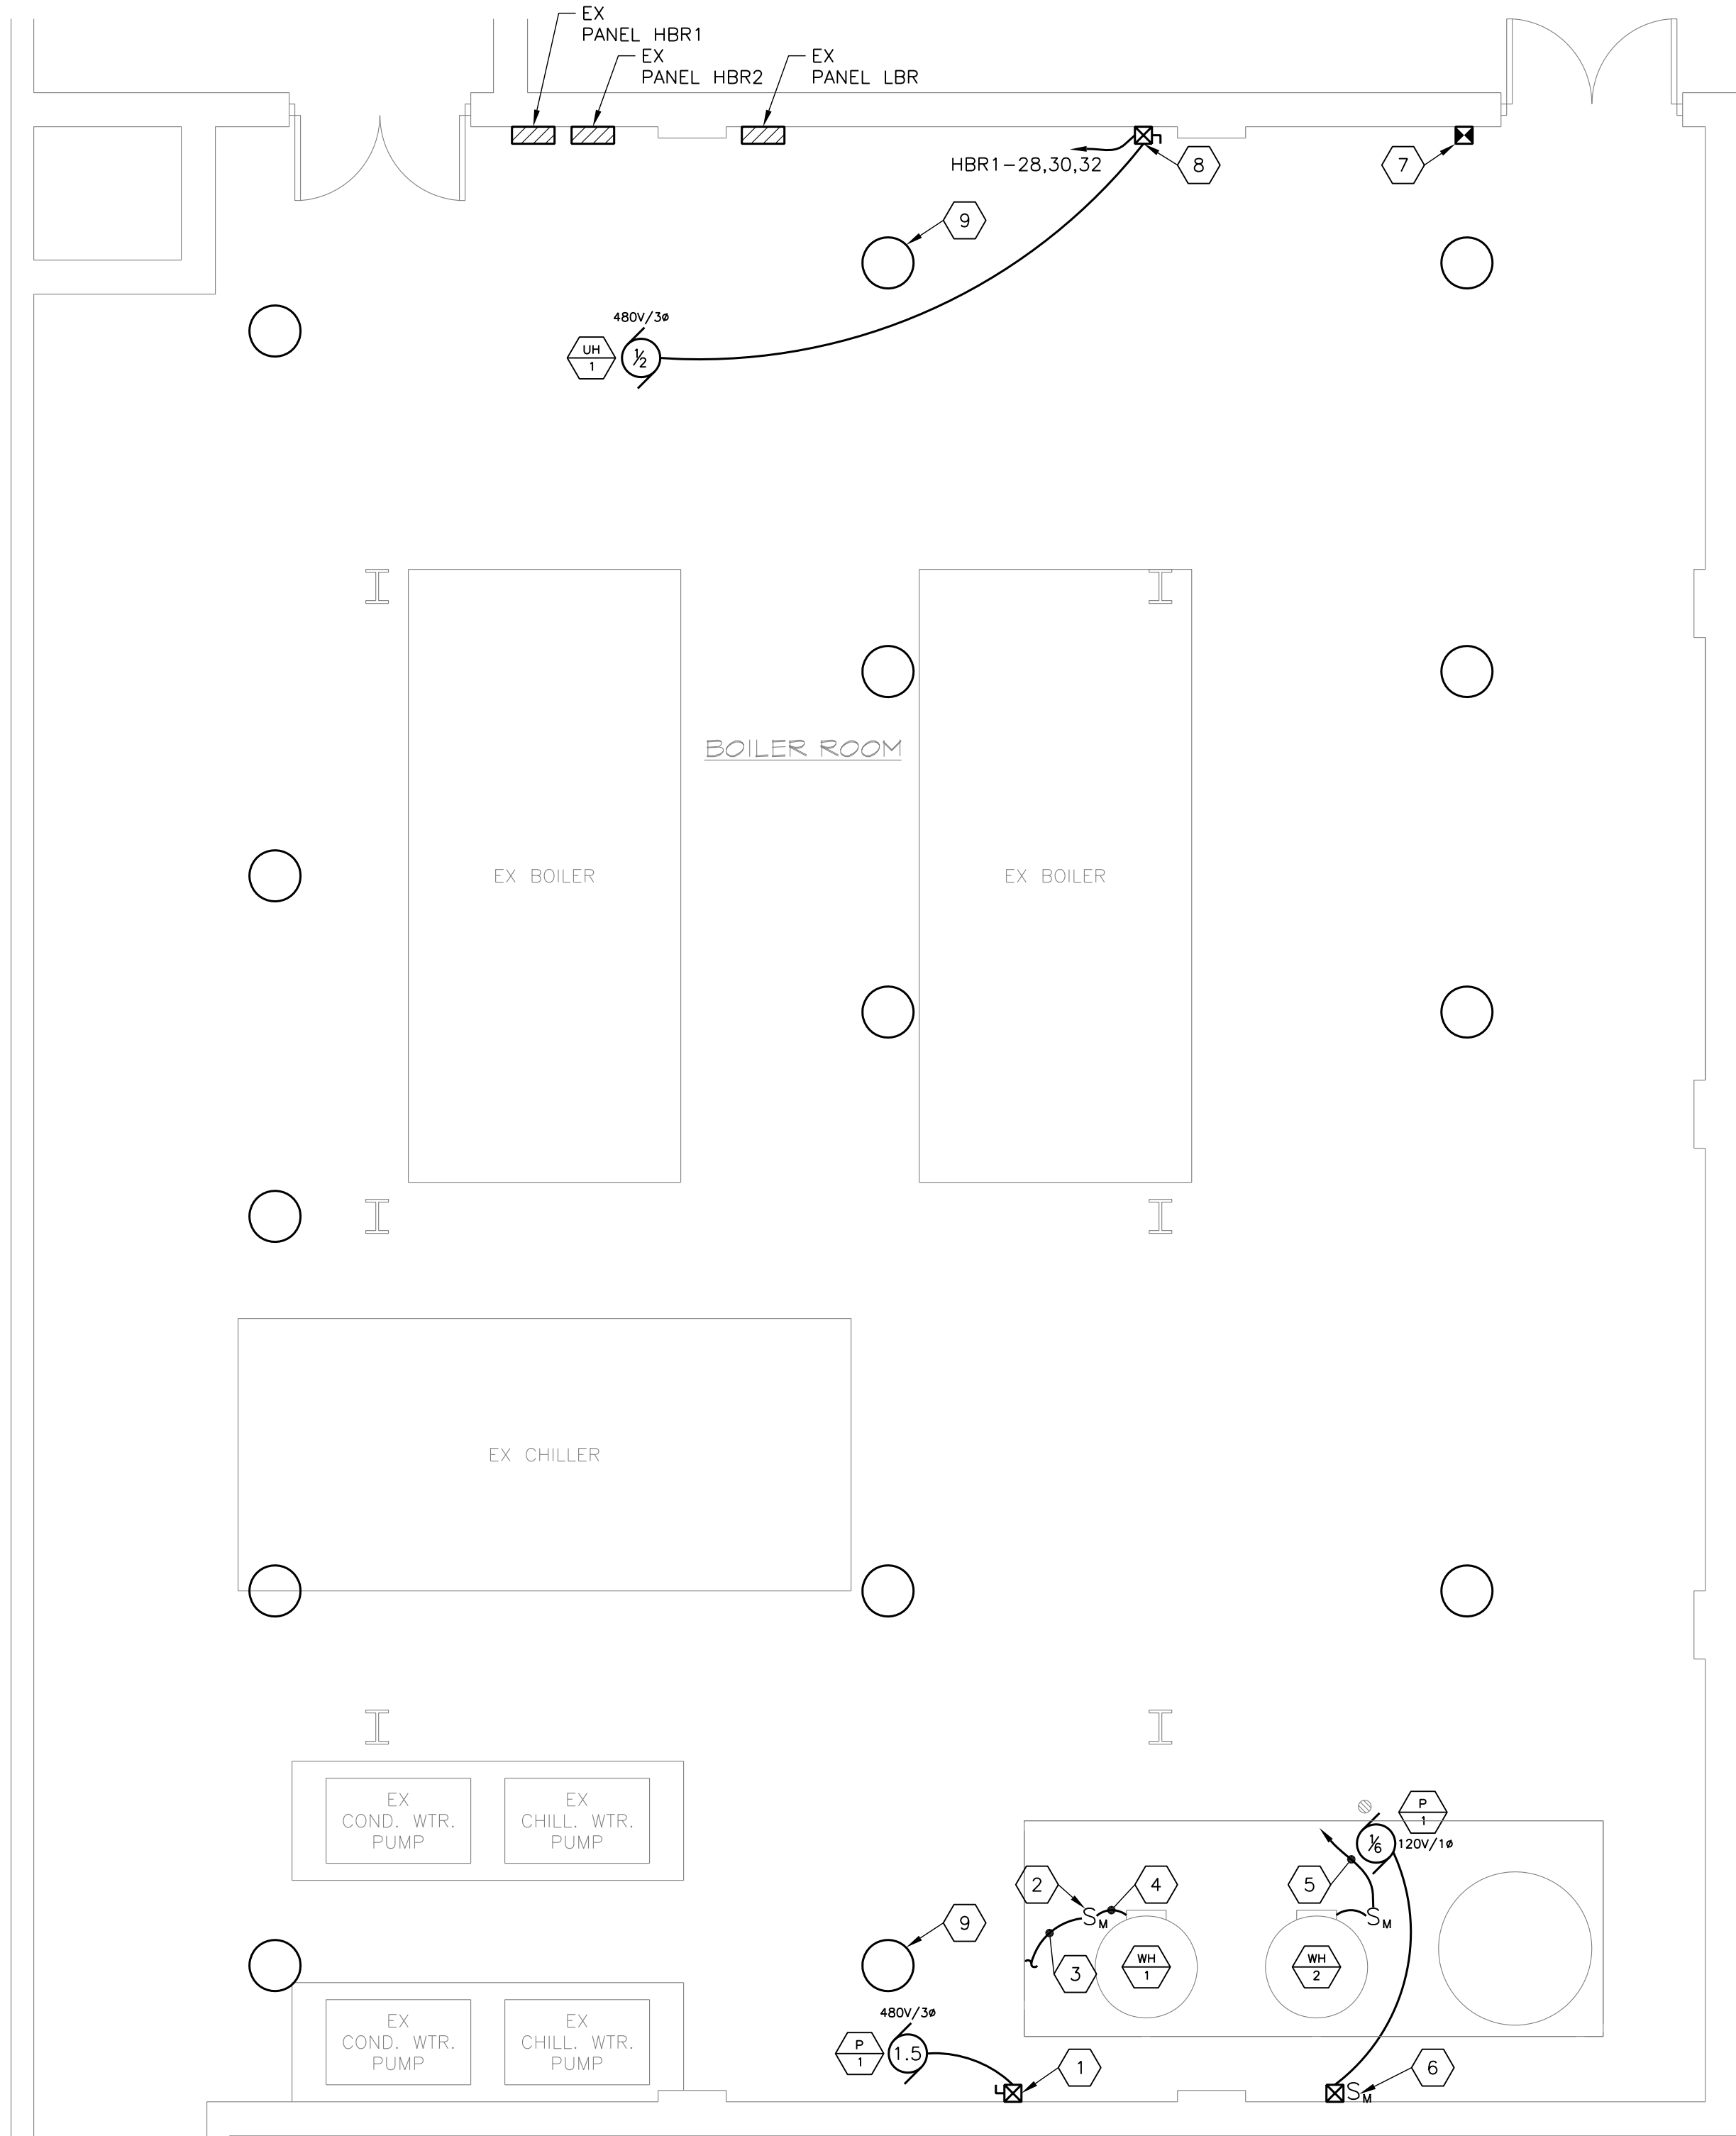 EX
PANEL HBR1
EX
PANEL HBR2
EX
PANEL LBR
HBR1-28,30,32
8
7
9
480V/3ø
UH
1
1/2
BOILER ROOM
EX BOILER
EX BOILER
EX CHILLER
EX
COND. WTR.
PUMP
EX
CHILL. WTR.
PUMP
P
1
1/6
120V/1ø
2
4
5
SM
SM
9
3
WH
1
WH
2
EX
COND. WTR.
PUMP
EX
CHILL. WTR.
PUMP
480V/3ø
P
1
1.5
1
6
SM